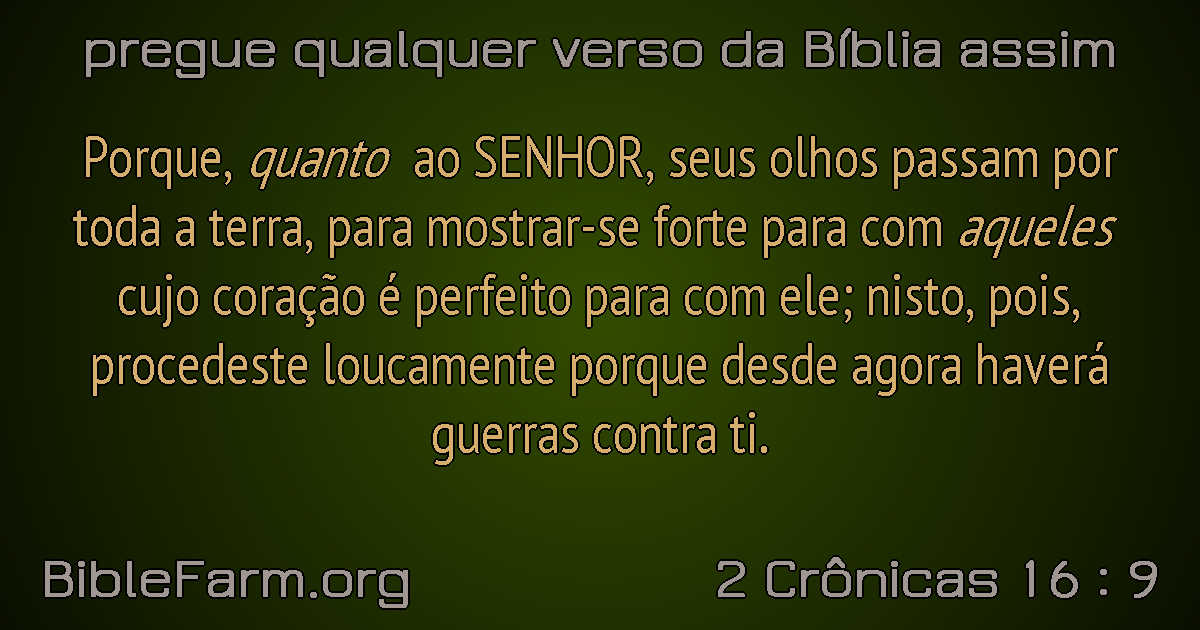 pregue qualquer verso da Bíblia assim
Porque, quanto ao SENHOR, seus olhos passam por
toda a terra, para mostrar-se forte para com aqueles
cujo coração é perfeito para com ele; nisto, pois,
procedeste loucamente porque desde agora haverá
guerras contra ti.
BibleFarm.org
2 Crônicas 16 : 9